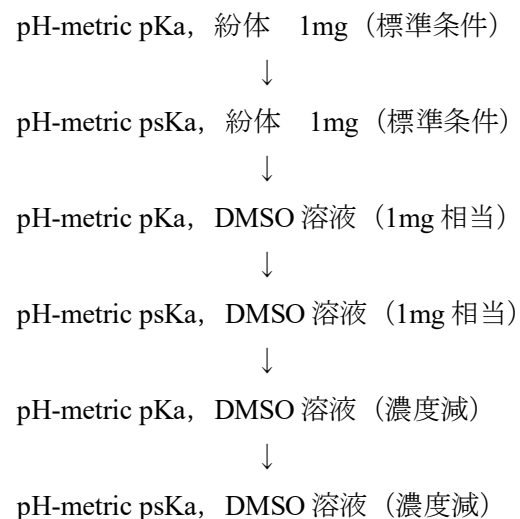 pH-metric pKa，紛体　1mg（標準条件）
↓
pH-metric psKa，紛体　1mg（標準条件）
↓
pH-metric pKa，DMSO 溶液（1mg 相当）
↓
pH-metric psKa，DMSO 溶液（1mg 相当）
↓
pH-metric pKa，DMSO 溶液（濃度減）
↓
pH-metric psKa，DMSO 溶液（濃度減）